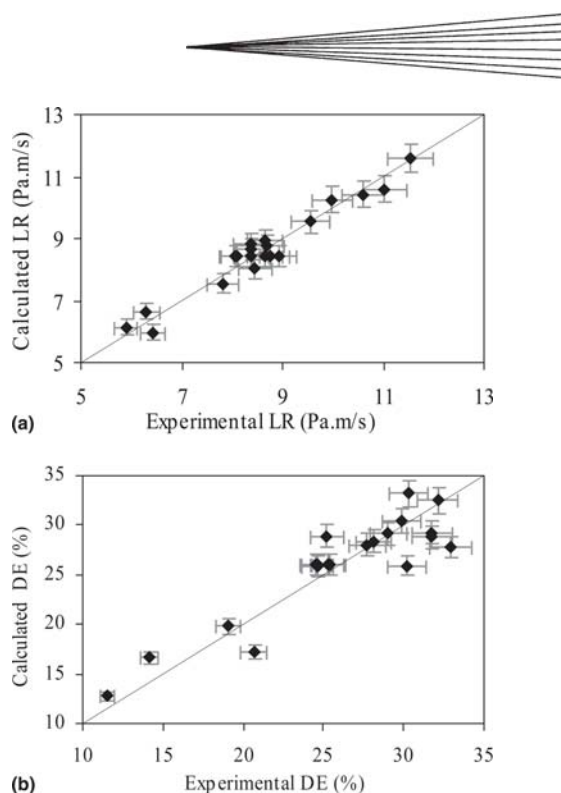 13
11
9
7
5
Calculated LR (Pa.m/s)
5 7 9 11 13
(a) Experimental LR (Pa.m/s)
35
30
25
20
15
10
Calculated DE (%)
10 15 20 25 30 35
(b) Experimental DE (%)